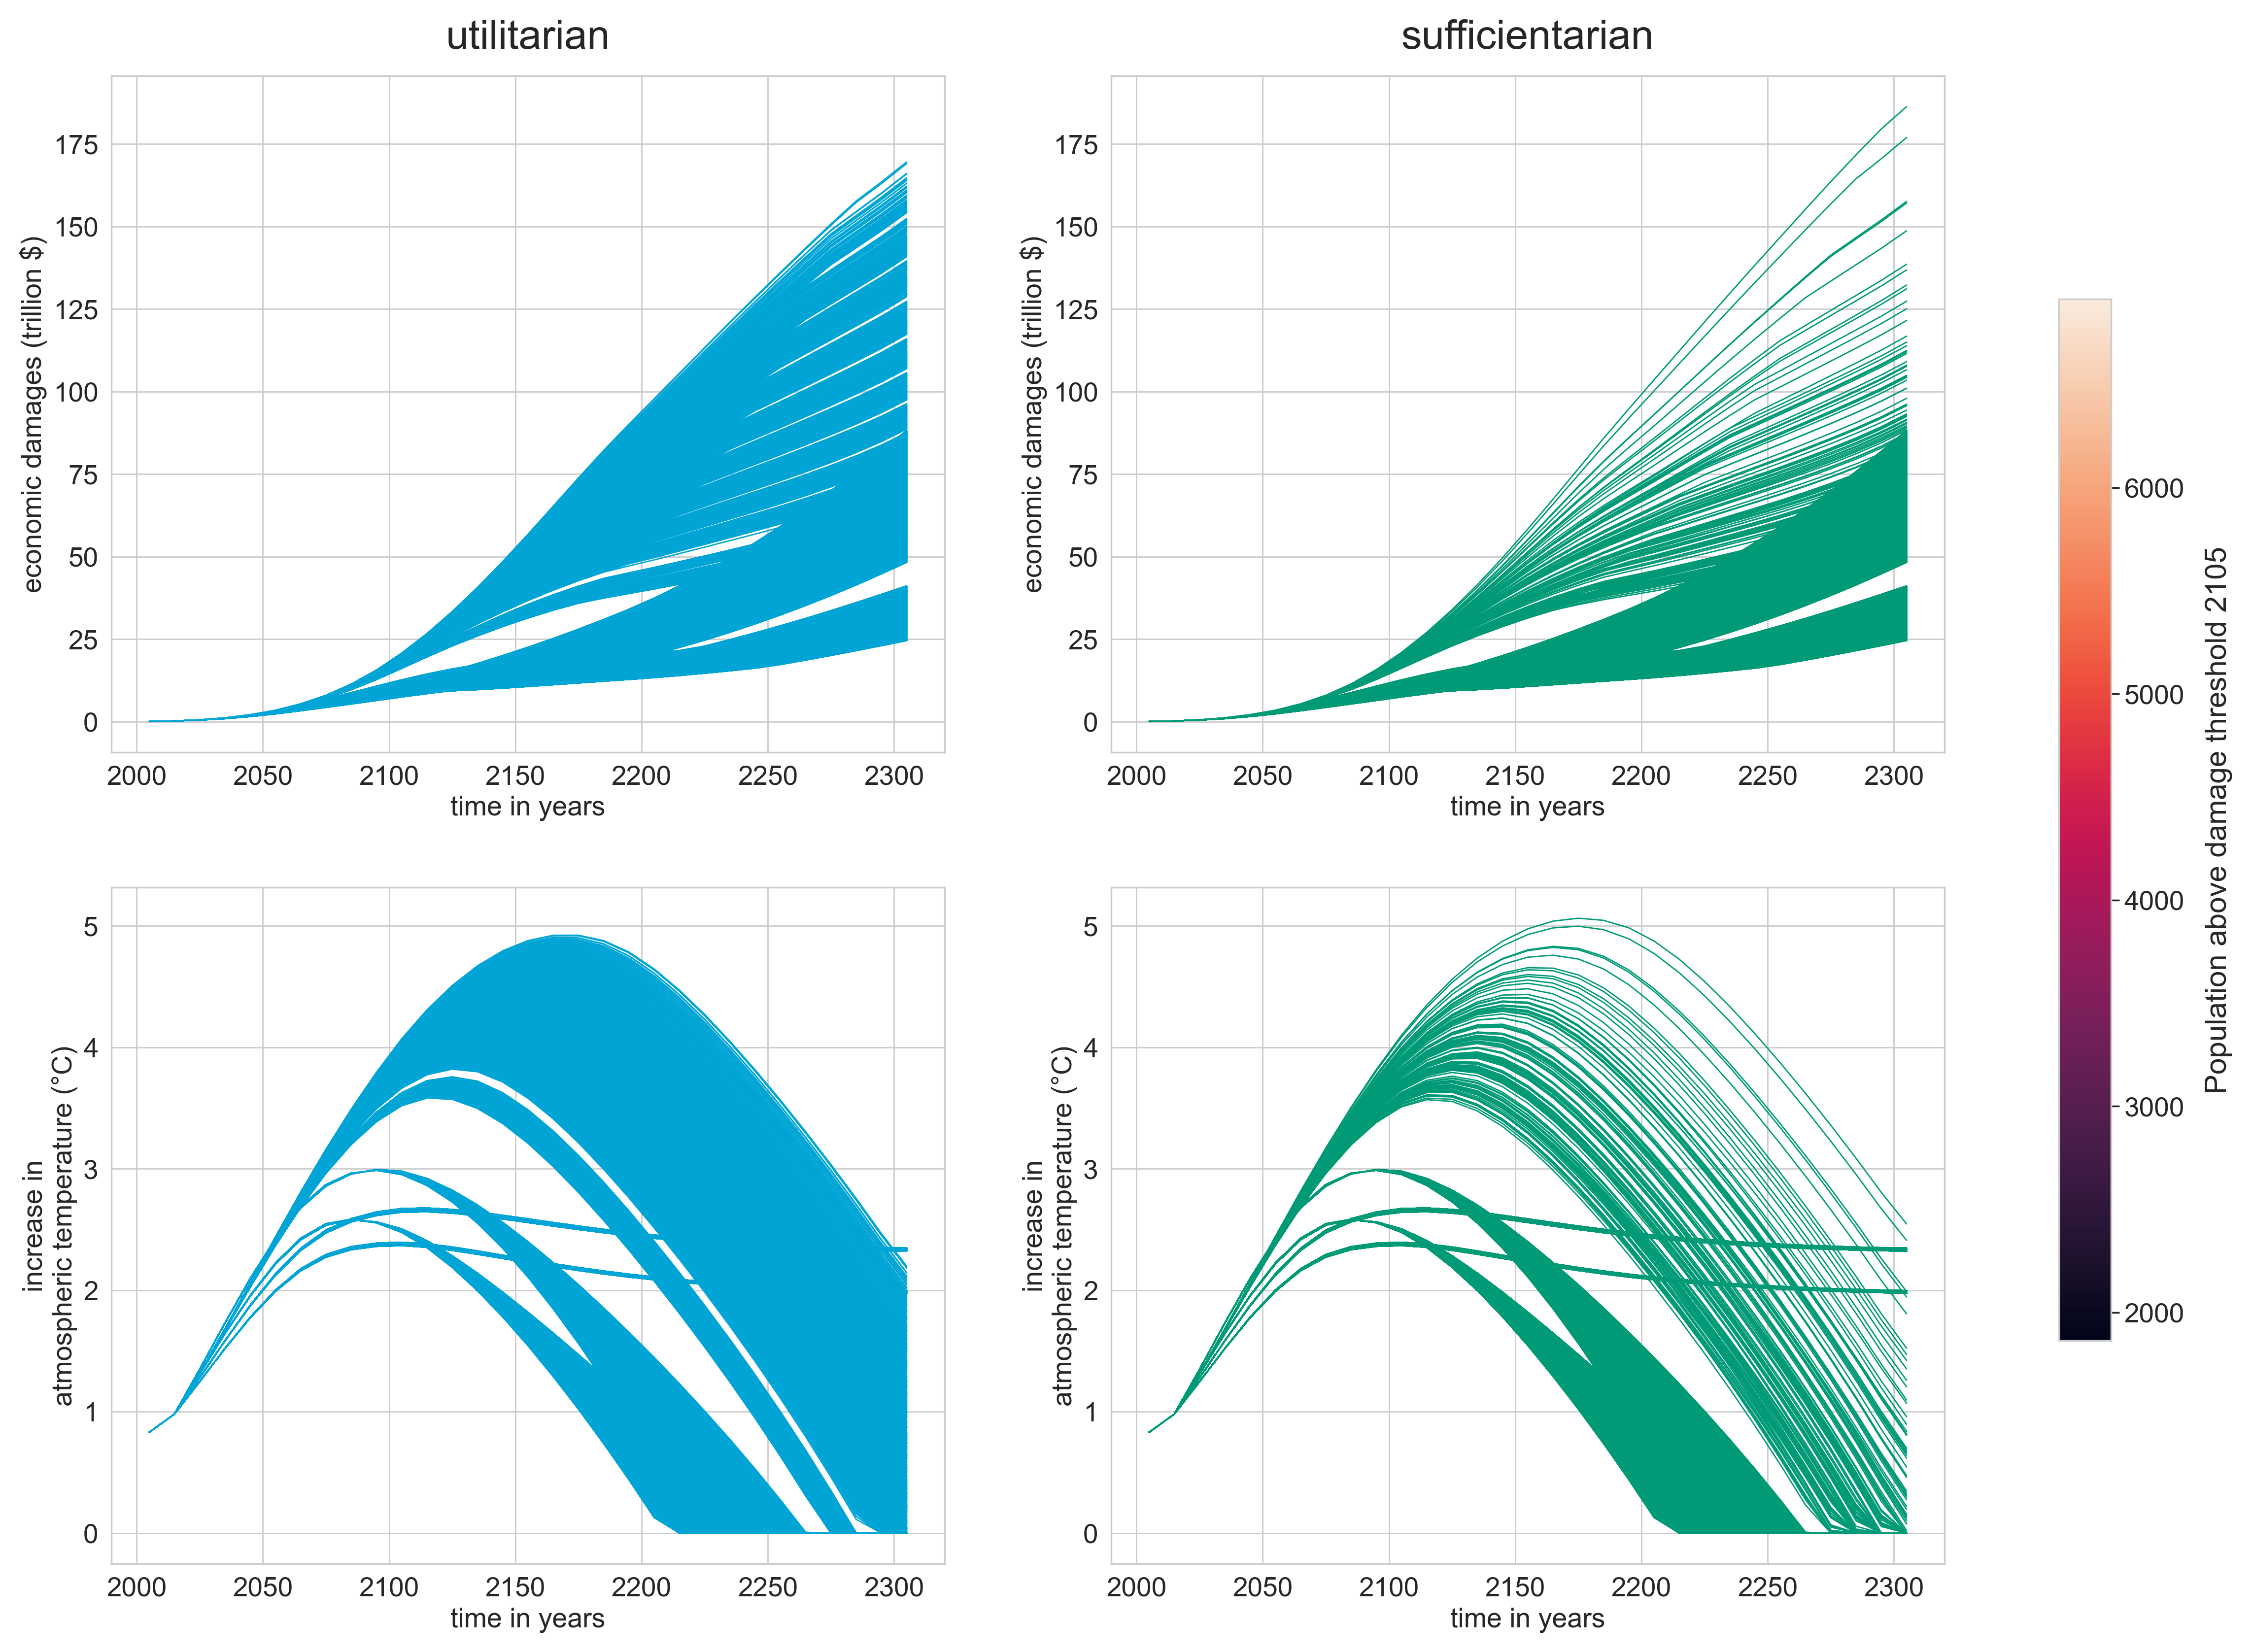 utilitarian
sufficientarian
175
150
125
100
75
50
25
0
economic damages (trillion $)
2000 2050 2100 2150 2200 2250 2300
time in years
175
150
125
100
75
50
25
0
economic damages (trillion $)
2000 2050 2100 2150 2200 2250 2300
time in years
5
4
3
2
1
0
increase in
atmospheric temperature (°C)
2000 2050 2100 2150 2200 2250 2300
time in years
5
4
3
2
1
0
increase in
atmospheric temperature (°C)
2000 2050 2100 2150 2200 2250 2300
time in years
6000
5000
4000
3000
2000
Population above damage threshold 2105